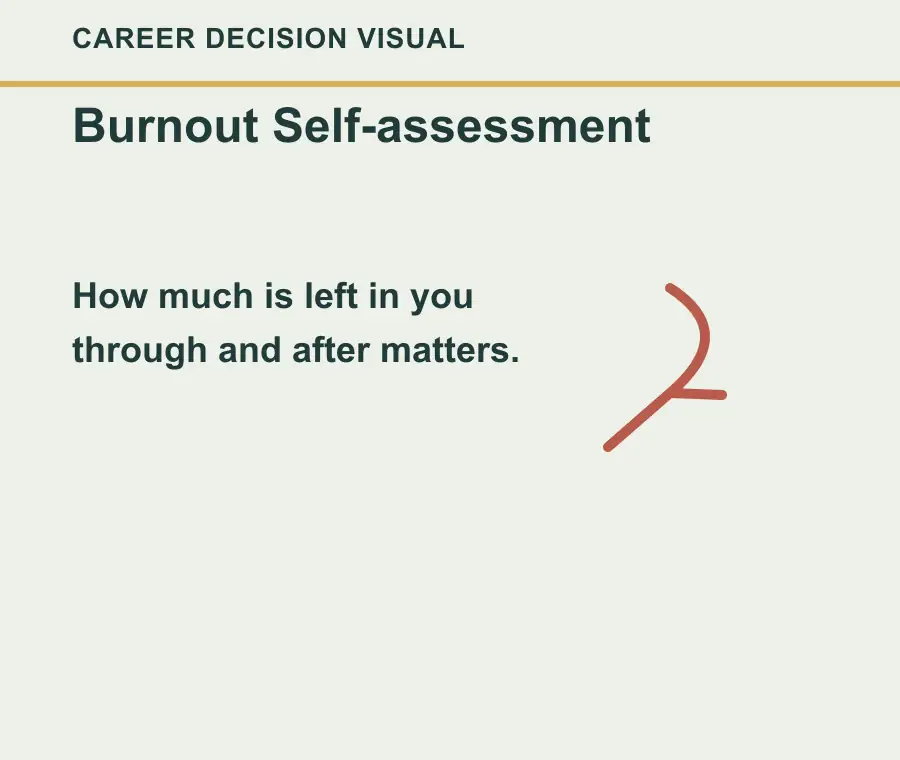 CAREER DECISION VISUAL
Burnout Self-assessment
How much is left in you
through and after matters.